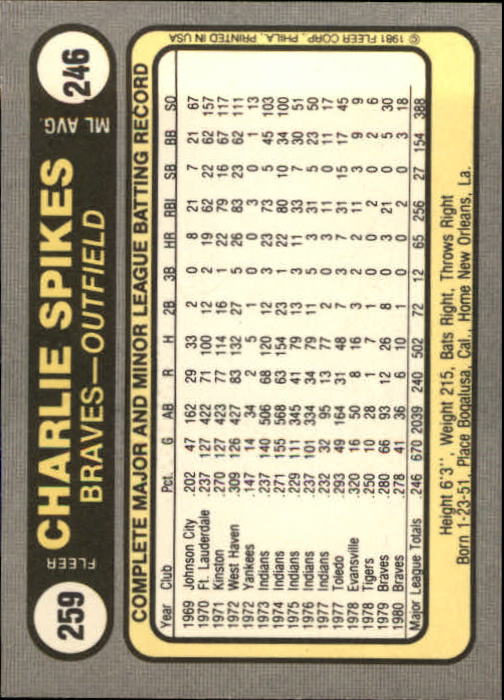 259
FLEER
CHARLIE SPIKES
BRAVES—OUTFIELD
ML AVG.
246
COMPLETE MAJOR AND MINOR LEAGUE BATTING RECORD
Year Club Pct. G AB R H 2B 3B HR RBI SB BB SO
1969 Johnson City .202 47 162 29 33 2 0 8 21 7 21 67
1970 Ft. Lauderdale .237 127 422 71 100 12 2 19 62 22 62 157
1971 Kinston .270 127 423 77 114 16 1 22 79 16 67 117
1972 West Haven .309 126 427 83 132 27 5 26 83 23 62 111
1972 Yankees .147 14 34 2 5 1 0 0 3 0 1 13
1973 Indians .237 140 506 68 120 12 3 23 73 5 45 103
1974 Indians .271 155 568 63 154 23 1 22 80 10 34 100
1975 Indians .229 111 345 41 79 13 3 11 33 7 30 51
1976 Indians .237 101 334 34 79 11 5 3 31 5 23 50
1977 Indians .232 32 95 13 22 2 0 3 11 0 11 17
1977 Toledo .293 49 164 31 48 7 3 7 31 15 17 45
1978 Evansville .320 16 50 8 16 3 2 2 11 3 9 9
1978 Tigers .250 10 28 1 7 1 0 0 2 0 2 6
1979 Braves .280 66 93 12 26 8 0 3 21 0 5 30
1980 Braves .278 41 36 6 10 1 0 0 2 0 3 18
Major League Totals .246 670 2039 240 502 72 12 65 256 27 154 388
Height 6'3", Weight 215, Bats Right, Throws Right
Born 1-23-51, Place Bogalusa, Cal., Home New Orleans, La.
© 1981 FLEER CORP., PHILA., PRINTED IN USA